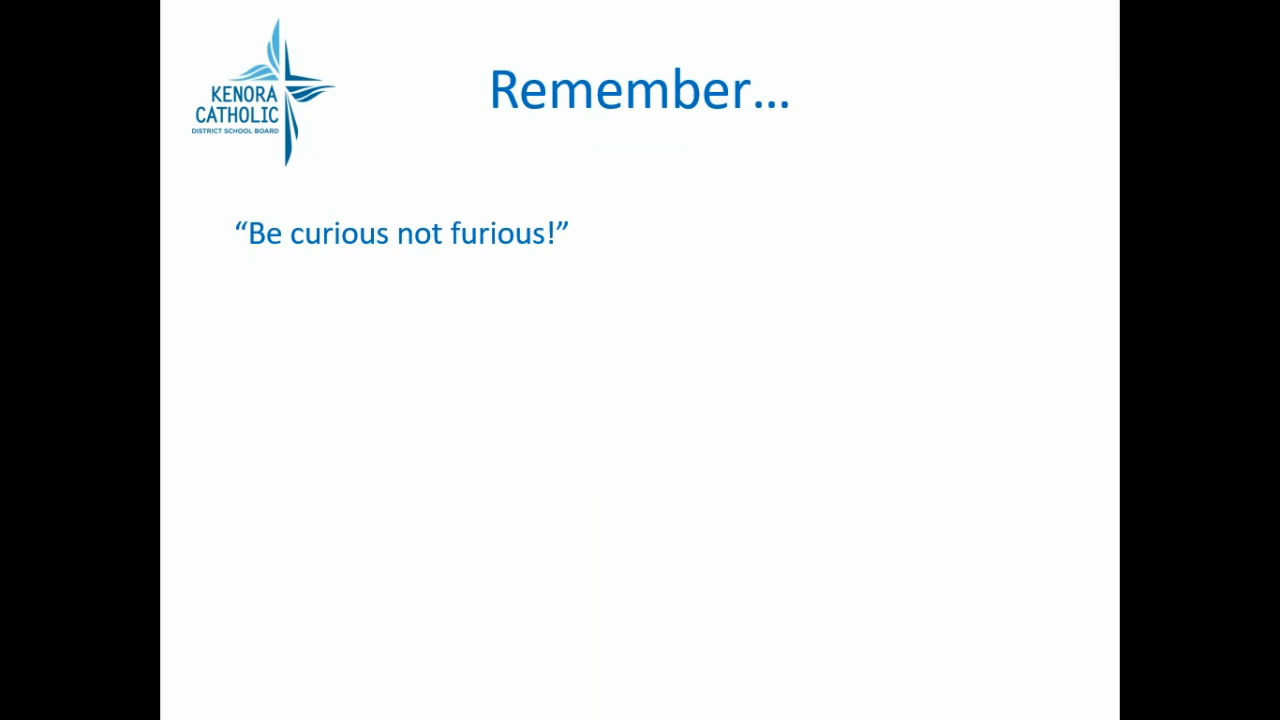 KENORA
CATHOLIC
DISTRICT SCHOOL BOARD
Remember...
“Be curious not furious!”